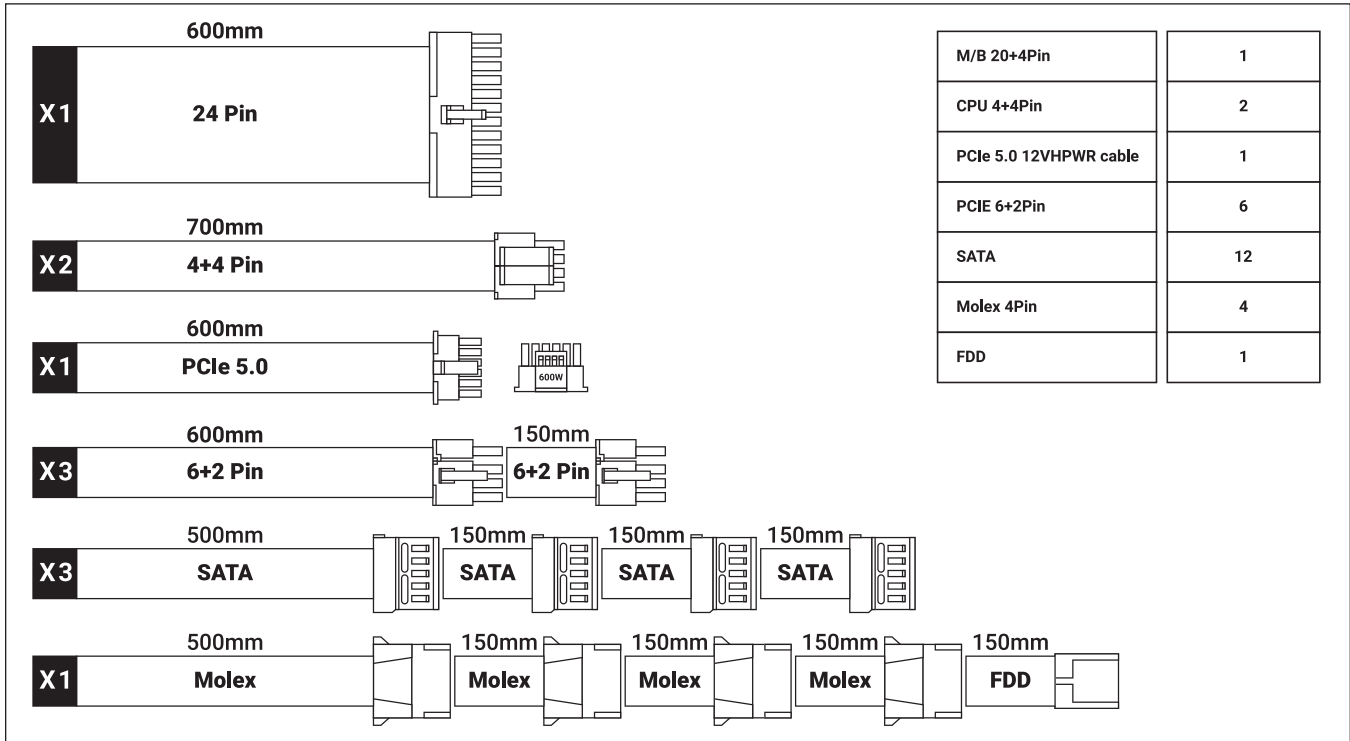 600mm
X1
24 Pin
700mm
X2
4+4 Pin
600mm
X1
PCIe 5.0
600W
600mm
150mm
X3
6+2 Pin
6+2 Pin
500mm
150mm
150mm
150mm
X3
SATA
SATA
SATA
SATA
500mm
150mm
150mm
150mm
150mm
X1
Molex
Molex
Molex
Molex
FDD
M/B 20+4Pin 1
CPU 4+4Pin 2
PCIe 5.0 12VHPWR cable 1
PCIE 6+2Pin 6
SATA 12
Molex 4Pin 4
FDD 1